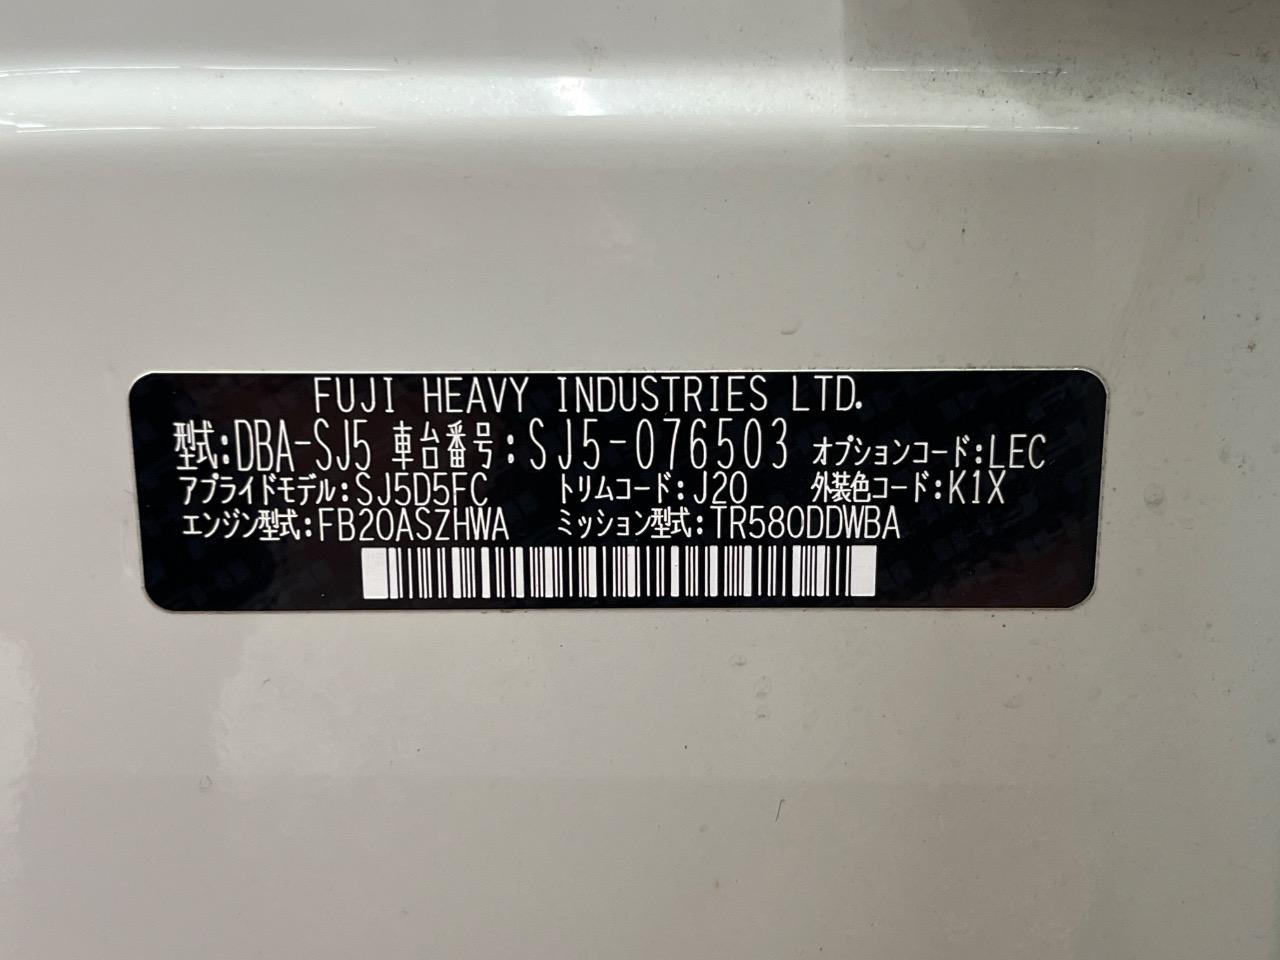 FUJI HEAVY INDUSTRIES LTD.
型式:DBA-SJ5 車台番号:SJ5-076503 オプションコード:LEC
アプライドモデル:SJ5D5FC トリムコード:J20 外装色コード:K1X
エンジン型式:FB20ASZHWA ミッション型式:TR580DDWBA